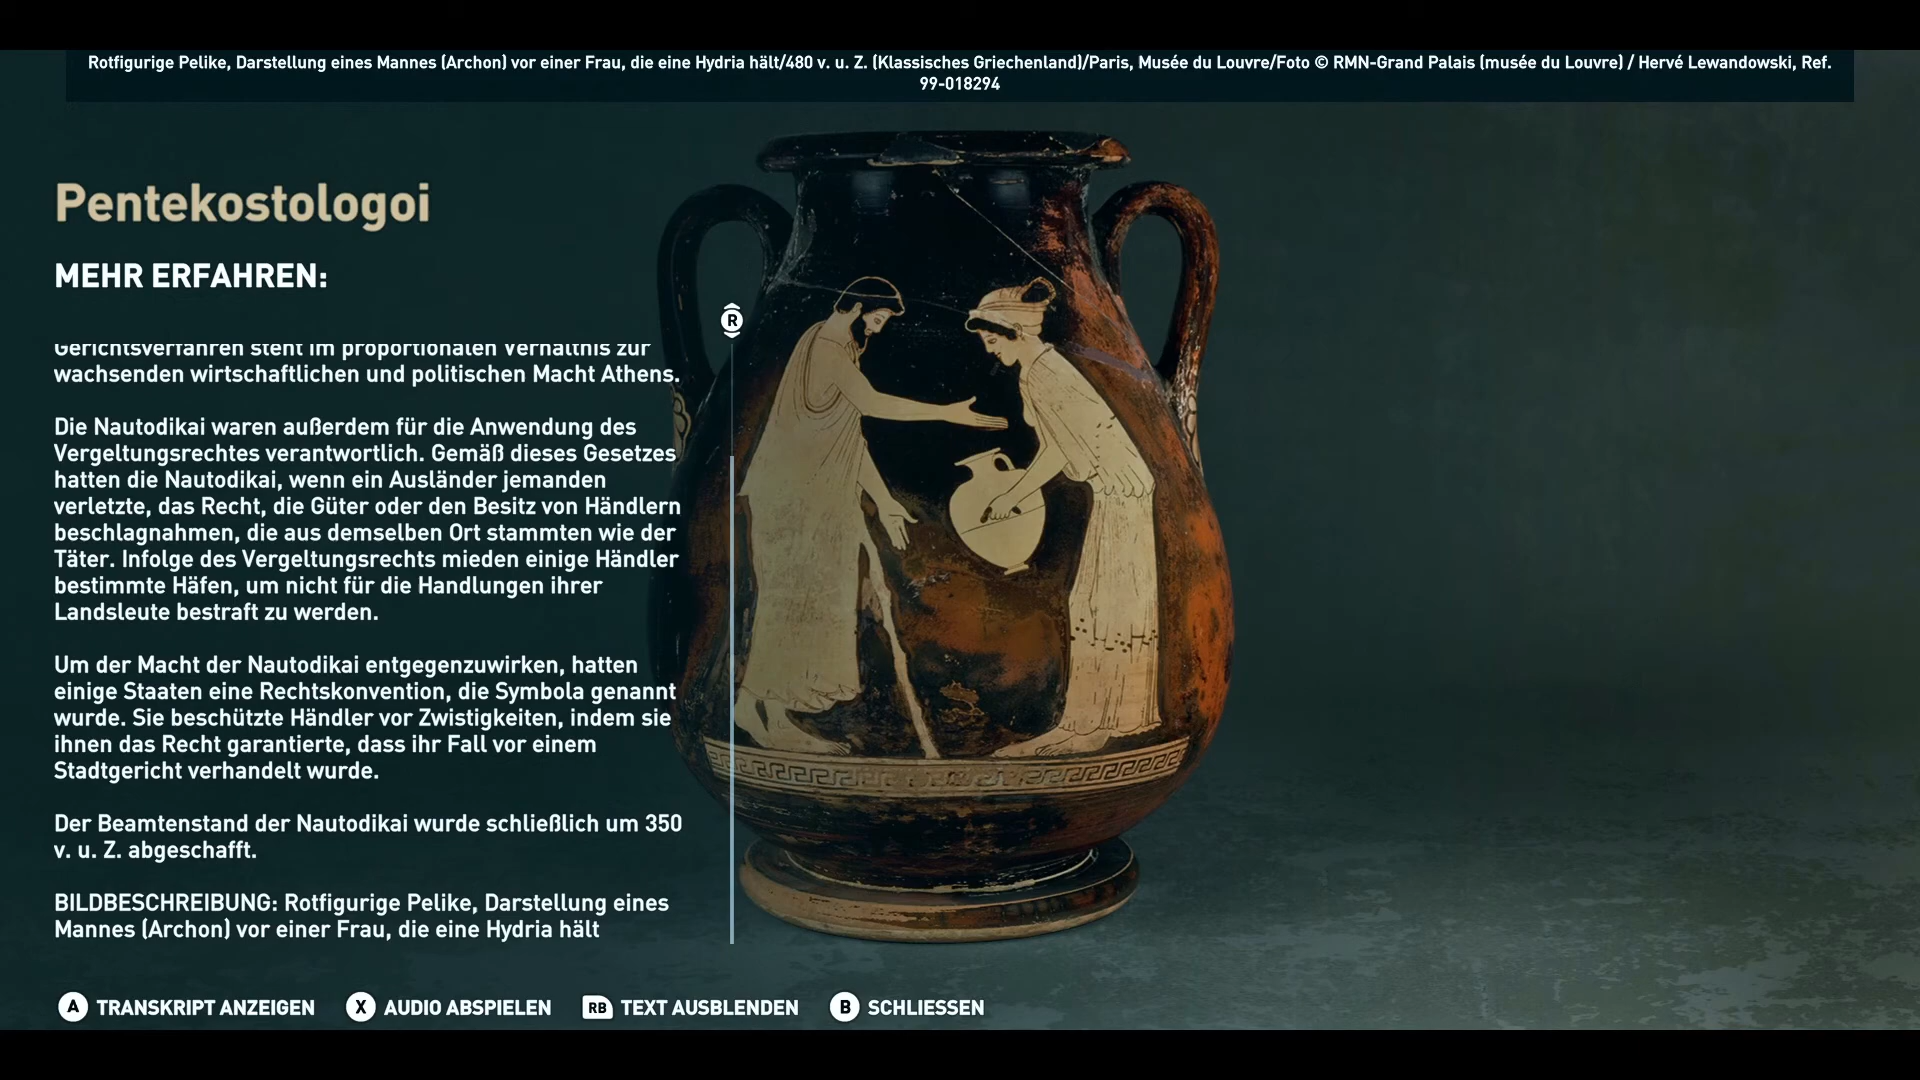 Rotfigurige Pelike, Darstellung eines Mannes (Archon) vor einer Frau, die eine Hydria hält/480 v. u. Z. (Klassisches Griechenland)/Paris, Musée du Louvre/Foto © RMN-Grand Palais (musée du Louvre) / Hervé Lewandowski, Ref.
99-018294
Pentekostologoi
MEHR ERFAHREN:
R
Gerichtsverfahren steht im proportionalen Verhältnis zur
wachsenden wirtschaftlichen und politischen Macht Athens.
Die Nautodikai waren außerdem für die Anwendung des
Vergeltungsrechtes verantwortlich. Gemäß dieses Gesetzes
hatten die Nautodikai, wenn ein Ausländer jemanden
verletzte, das Recht, die Güter oder den Besitz von Händlern
beschlagnahmen, die aus demselben Ort stammten wie der
Täter. Infolge des Vergeltungsrechts mieden einige Händler
bestimmte Häfen, um nicht für die Handlungen ihrer
Landsleute bestraft zu werden.
Um der Macht der Nautodikai entgegenzuwirken, hatten
einige Staaten eine Rechtskonvention, die Symbola genannt
wurde. Sie beschützte Händler vor Zwistigkeiten, indem sie
ihnen das Recht garantierte, dass ihr Fall vor einem
Stadtgericht verhandelt wurde.
Der Beamtenstand der Nautodikai wurde schließlich um 350
v. u. Z. abgeschafft.
BILDBESCHREIBUNG: Rotfigurige Pelike, Darstellung eines
Mannes (Archon) vor einer Frau, die eine Hydria hält
A TRANSKRIPT ANZEIGEN X AUDIO ABSPIELEN RB TEXT AUSBLENDEN B SCHLIESSEN